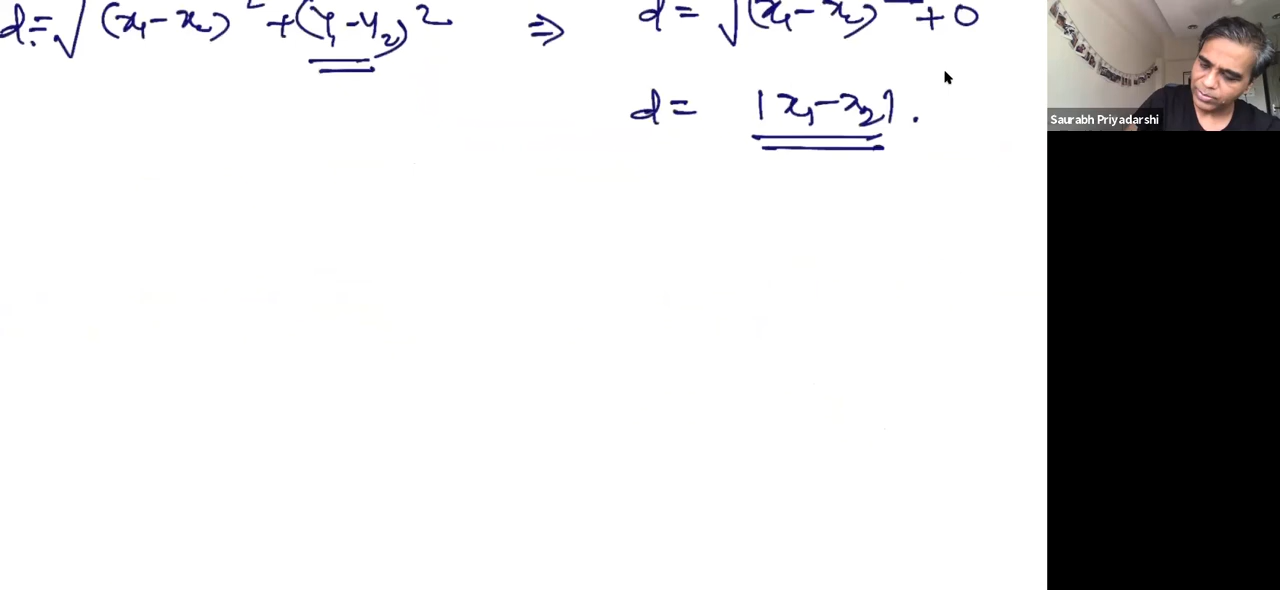 d = √(x₁ - x₂)² + (y₁ - y₂)² ⇒ d = √(x₁ - x₂)² + 0
d = |x₁ - x₂|.
Saurabh Priyadarshi